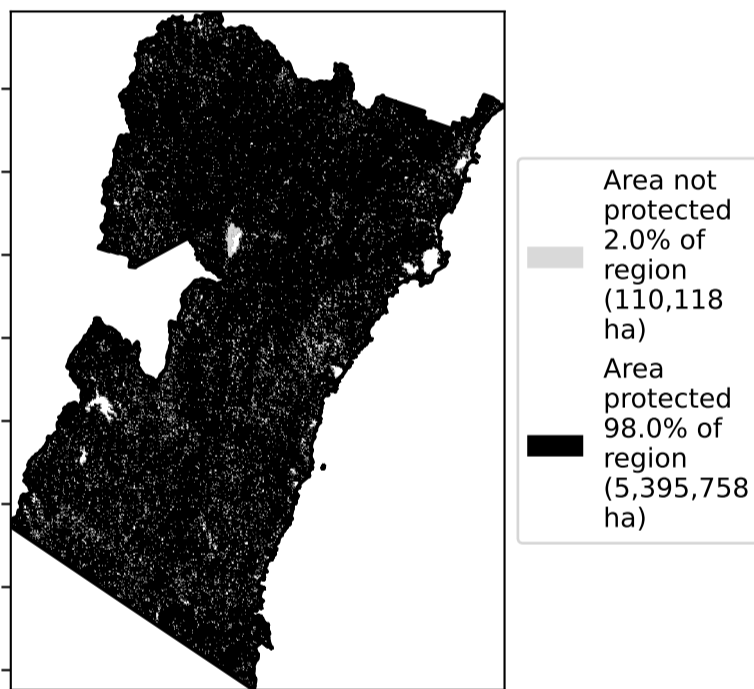 Area not
protected
2.0% of
region
(110,118
ha)
Area
protected
98.0% of
region
(5,395,758
ha)